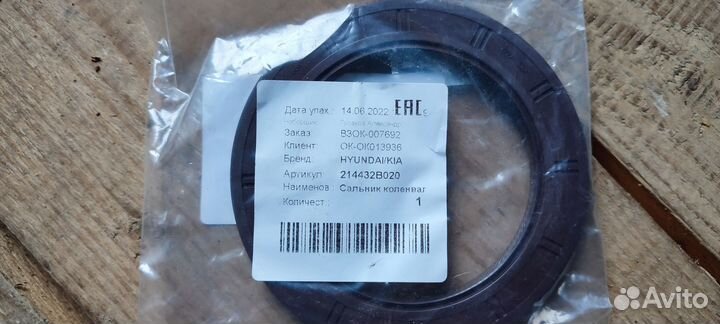 Дата упак.: 14.06.2022 EAC
Заказ: ВЗОК-007692
Клиент: ОК-ОК013936
Бренд: HYUNDAI/KIA
Артикул: 214432B020
Наименов.: Сальник коленвал
Количест.: 1
Avito